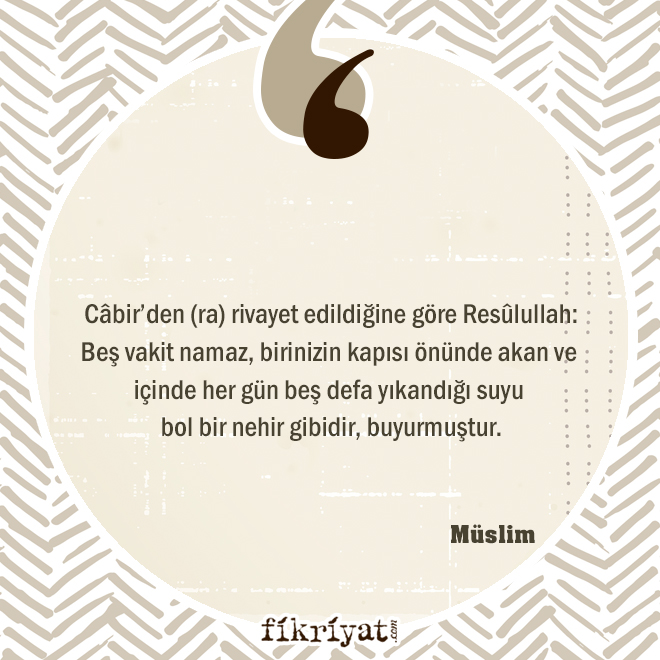 Câbir’den (ra) rivayet edildiğine göre Resûlullah:
Beş vakit namaz, birinizin kapısı önünde akan ve
içinde her gün beş defa yıkandığı suyu
bol bir nehir gibidir, buyurmuştur.
Müslim
fikriyat.com